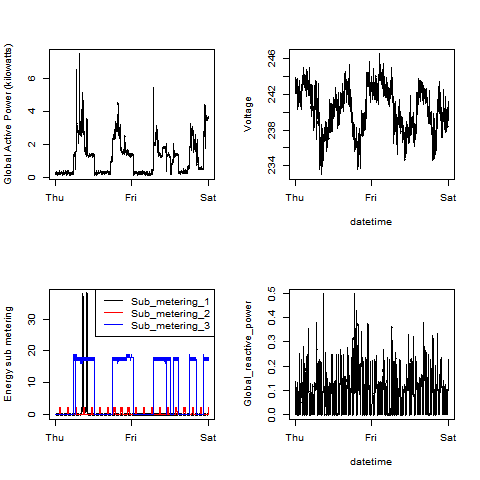 Global Active Power (kilowatts)
0 2 4 6
Thu Fri Sat
Voltage
234 238 242 246
Thu Fri Sat
datetime
Energy sub metering
0 10 20 30
Thu Fri Sat
Sub_metering_1
Sub_metering_2
Sub_metering_3
Global_reactive_power
0.0 0.1 0.2 0.3 0.4 0.5
Thu Fri Sat
datetime